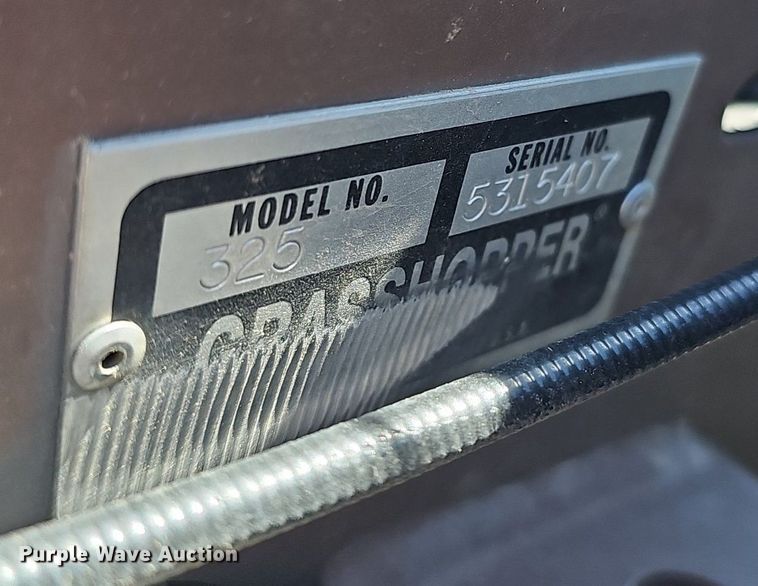 MODEL NO.
325
SERIAL NO.
5315407
GRASSHOPPER
Purple Wave Auction